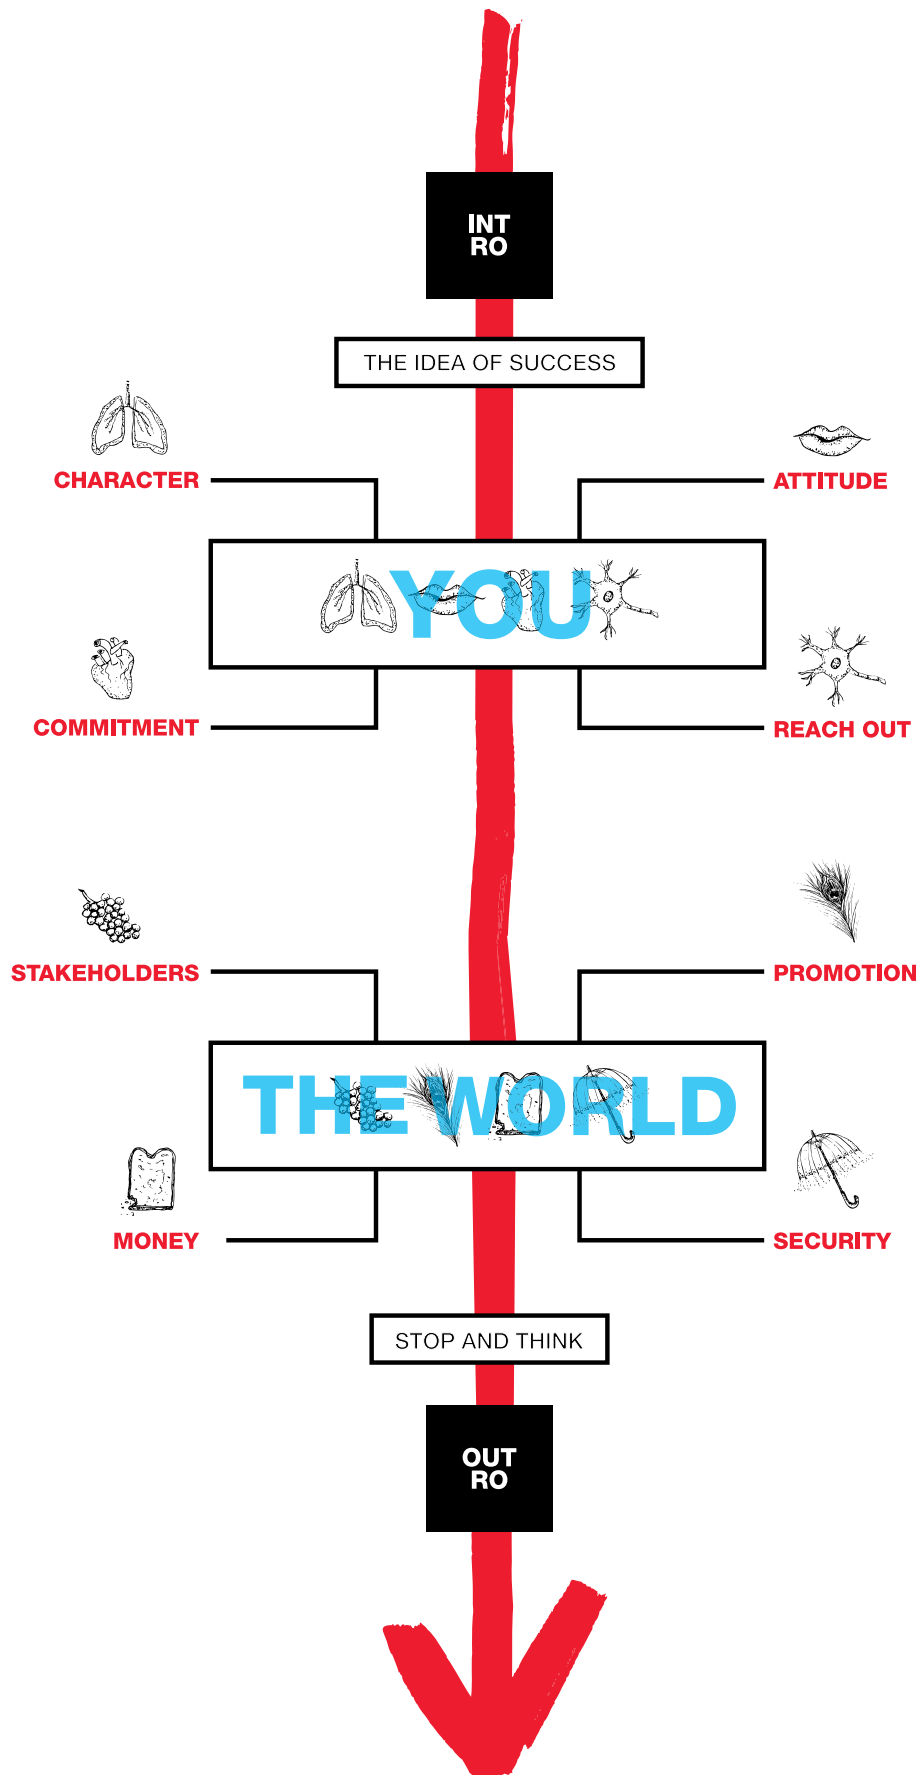 INT
RO
THE IDEA OF SUCCESS
CHARACTER
ATTITUDE
YOU
COMMITMENT
REACH OUT
STAKEHOLDERS
PROMOTION
THE WORLD
MONEY
SECURITY
STOP AND THINK
OUT
RO